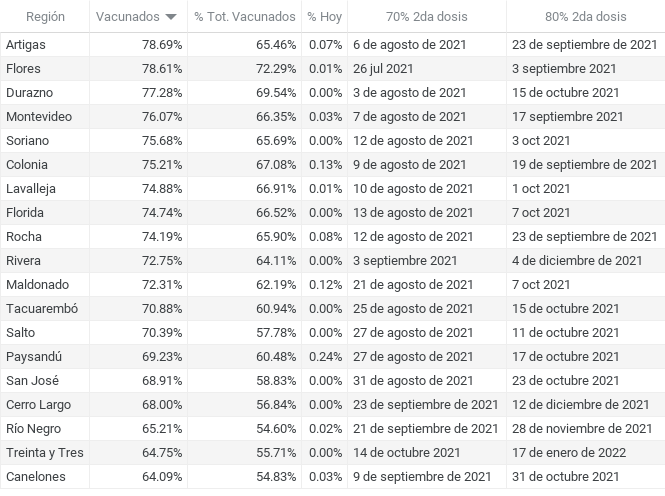 Región Vacunados % Tot. Vacunados % Hoy 70% 2da dosis 80% 2da dosis
Artigas 78.69% 65.46% 0.07% 6 de agosto de 2021 23 de septiembre de 2021
Flores 78.61% 72.29% 0.01% 26 jul 2021 3 septiembre 2021
Durazno 77.28% 69.54% 0.00% 3 de agosto de 2021 15 de octubre 2021
Montevideo 76.07% 66.35% 0.03% 7 de agosto de 2021 17 septiembre 2021
Soriano 75.68% 65.69% 0.00% 12 de agosto de 2021 3 oct 2021
Colonia 75.21% 67.08% 0.13% 9 de agosto de 2021 19 de septiembre de 2021
Lavalleja 74.88% 66.91% 0.01% 10 de agosto de 2021 1 oct 2021
Florida 74.74% 66.52% 0.00% 13 de agosto de 2021 7 oct 2021
Rocha 74.19% 65.90% 0.08% 12 de agosto de 2021 23 de septiembre de 2021
Rivera 72.75% 64.11% 0.00% 3 septiembre 2021 4 de diciembre de 2021
Maldonado 72.31% 62.19% 0.12% 21 de agosto de 2021 7 oct 2021
Tacuarembó 70.88% 60.94% 0.00% 25 de agosto de 2021 15 de octubre 2021
Salto 70.39% 57.78% 0.00% 27 de agosto de 2021 11 de octubre 2021
Paysandú 69.23% 60.48% 0.24% 27 de agosto de 2021 17 de octubre 2021
San José 68.91% 58.83% 0.00% 31 de agosto de 2021 23 de octubre 2021
Cerro Largo 68.00% 56.84% 0.00% 23 de septiembre de 2021 12 de diciembre de 2021
Río Negro 65.21% 54.60% 0.02% 21 de septiembre de 2021 28 de noviembre de 2021
Treinta y Tres 64.75% 55.71% 0.00% 14 de octubre 2021 17 de enero de 2022
Canelones 64.09% 54.83% 0.03% 9 de septiembre de 2021 31 de octubre 2021